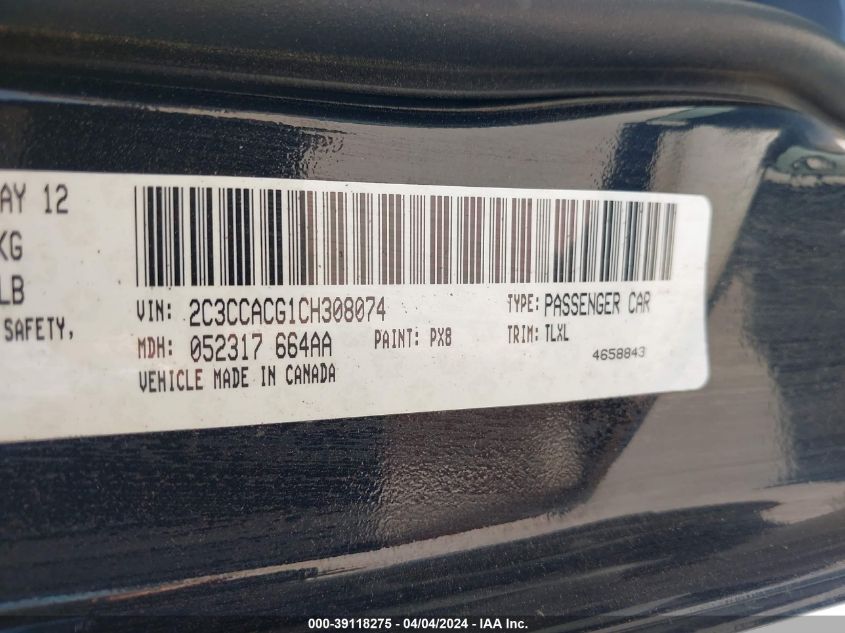 AY 12
KG
LB
SAFETY,
VIN: 2C3CCACG1CH308074
TYPE: PASSENGER CAR
MDH: 052317 664AA
PAINT: PX8
TRIM: TLXL
4658843
VEHICLE MADE IN CANADA
000-39118275 - 04/04/2024 - IAA Inc.